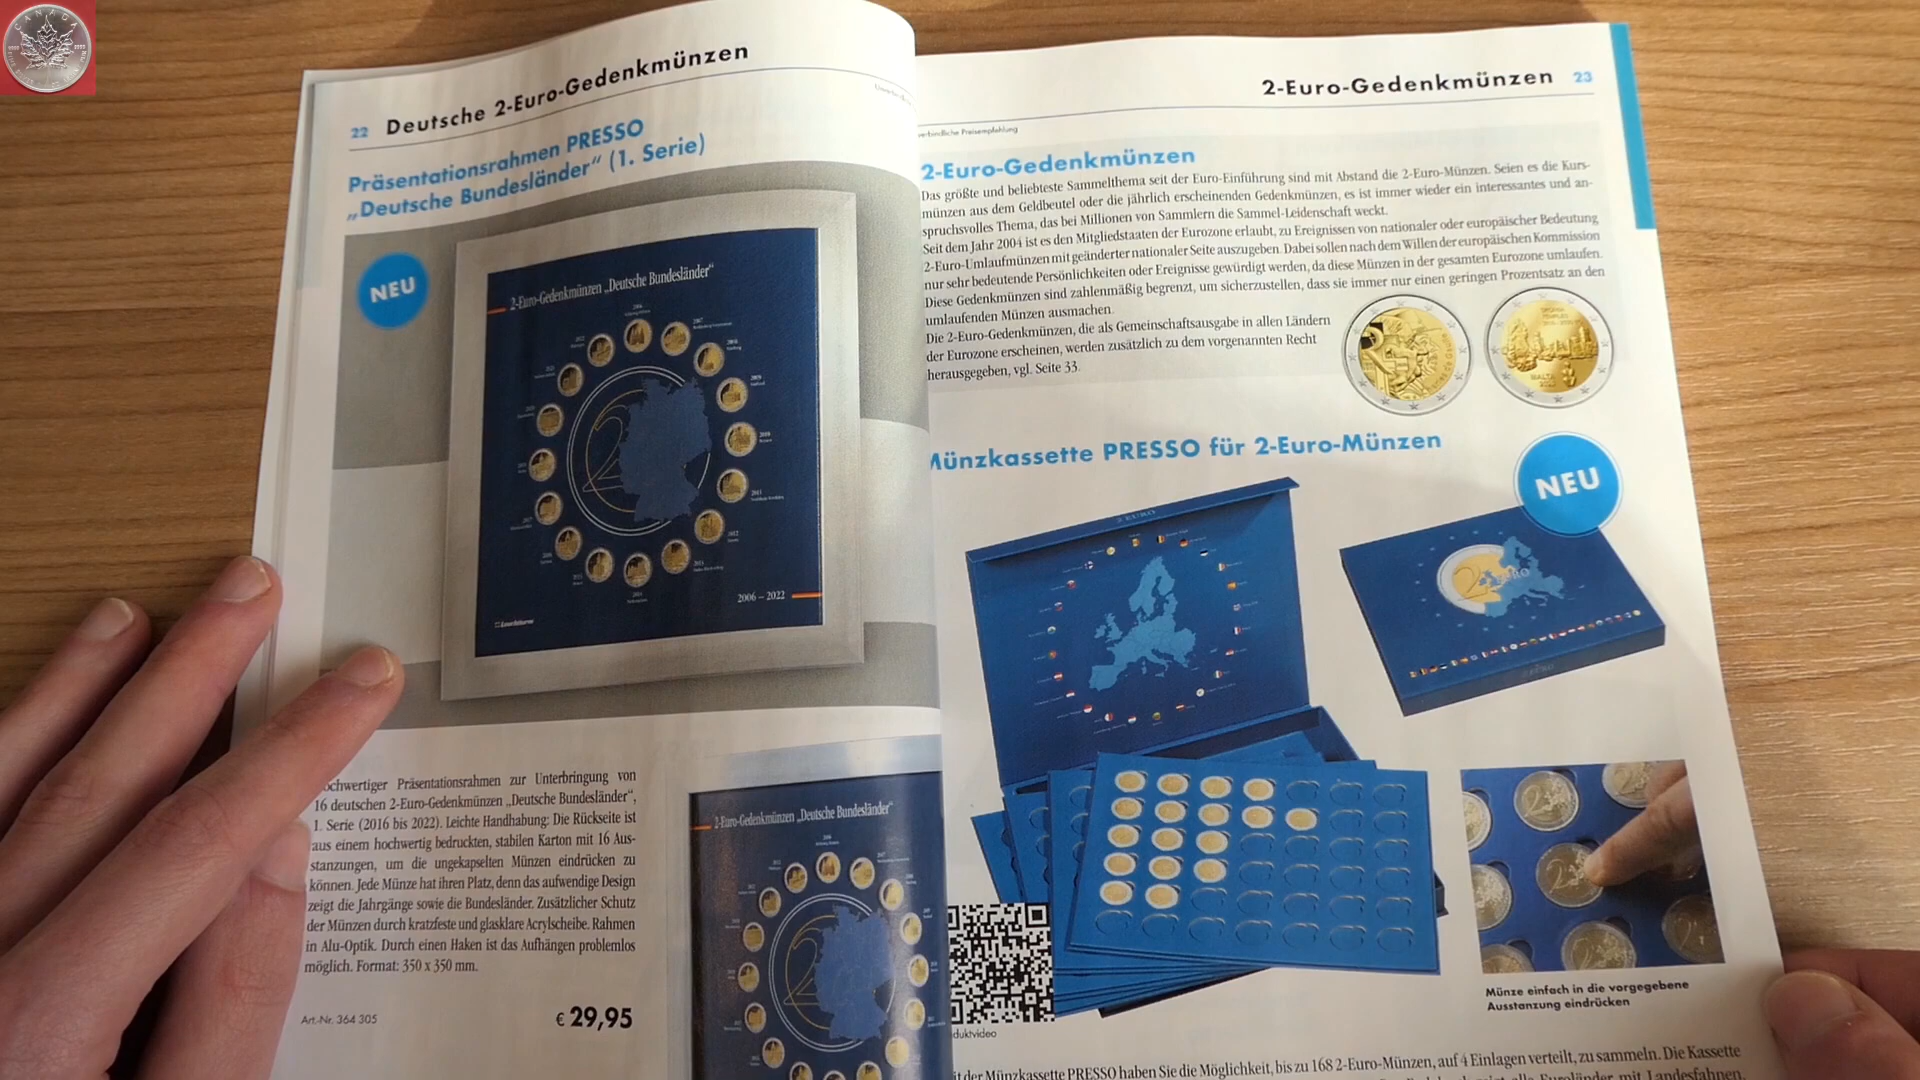 CANADA
22 Deutsche 2-Euro-Gedenkmünzen
Präsentationsrahmen PRESSO
„Deutsche Bundesländer“ (1. Serie)
NEU
2-Euro-Gedenkmünzen „Deutsche Bundesländer“
2006 – 2022
ochwertiger Präsentationsrahmen zur Unterbringung von
16 deutschen 2-Euro-Gedenkmünzen „Deutsche Bundesländer“,
1. Serie (2016 bis 2022). Leichte Handhabung: Die Rückseite ist
aus einem hochwertig bedruckten, stabilen Karton mit 16 Aus-
stanzungen, um die ungekapselten Münzen eindrücken zu
können. Jede Münze hat ihren Platz, denn das aufwendige Design
zeigt die Jahrgänge sowie die Bundesländer. Zusätzlicher Schutz
der Münzen durch kratzfeste und glasklare Acrylscheibe. Rahmen
in Alu-Optik. Durch einen Haken ist das Aufhängen problemlos
möglich. Format: 350 x 350 mm.
Art.-Nr. 364 305
€ 29,95
2-Euro-Gedenkmünzen „Deutsche Bundesländer“
2-Euro-Gedenkmünzen 23
verbindliche Preisempfehlung
2-Euro-Gedenkmünzen
Das größte und beliebteste Sammelthema seit der Euro-Einführung sind mit Abstand die 2-Euro-Münzen. Seien es die Kurs-
münzen aus dem Geldbeutel oder die jährlich erscheinenden Gedenkmünzen, es ist immer wieder ein interessantes und an-
spruchsvolles Thema, das bei Millionen von Sammlern die Sammel-Leidenschaft weckt.
Seit dem Jahr 2004 ist es den Mitgliedstaaten der Eurozone erlaubt, zu Ereignissen von nationaler oder europäischer Bedeutung
2-Euro-Umlaufmünzen mit geänderter nationaler Seite auszugeben. Dabei sollen nach dem Willen der europäischen Kommission
nur sehr bedeutende Persönlichkeiten oder Ereignisse gewürdigt werden, da diese Münzen in der gesamten Eurozone umlaufen.
Diese Gedenkmünzen sind zahlenmäßig begrenzt, um sicherzustellen, dass sie immer nur einen geringen Prozentsatz an den
umlaufenden Münzen ausmachen.
Die 2-Euro-Gedenkmünzen, die als Gemeinschaftsausgabe in allen Ländern
der Eurozone erscheinen, werden zusätzlich zu dem vorgenannten Recht
herausgegeben, vgl. Seite 33.
MALTA
Münzkassette PRESSO für 2-Euro-Münzen
NEU
2 EURO
Münze einfach in die vorgegebene
Ausstanzung eindrücken
duktvideo
it der Münzkassette PRESSO haben Sie die Möglichkeit, bis zu 168 2-Euro-Münzen, auf 4 Einlagen verteilt, zu sammeln. Die Kassette
alle Euroländer mit Landesfahnen,